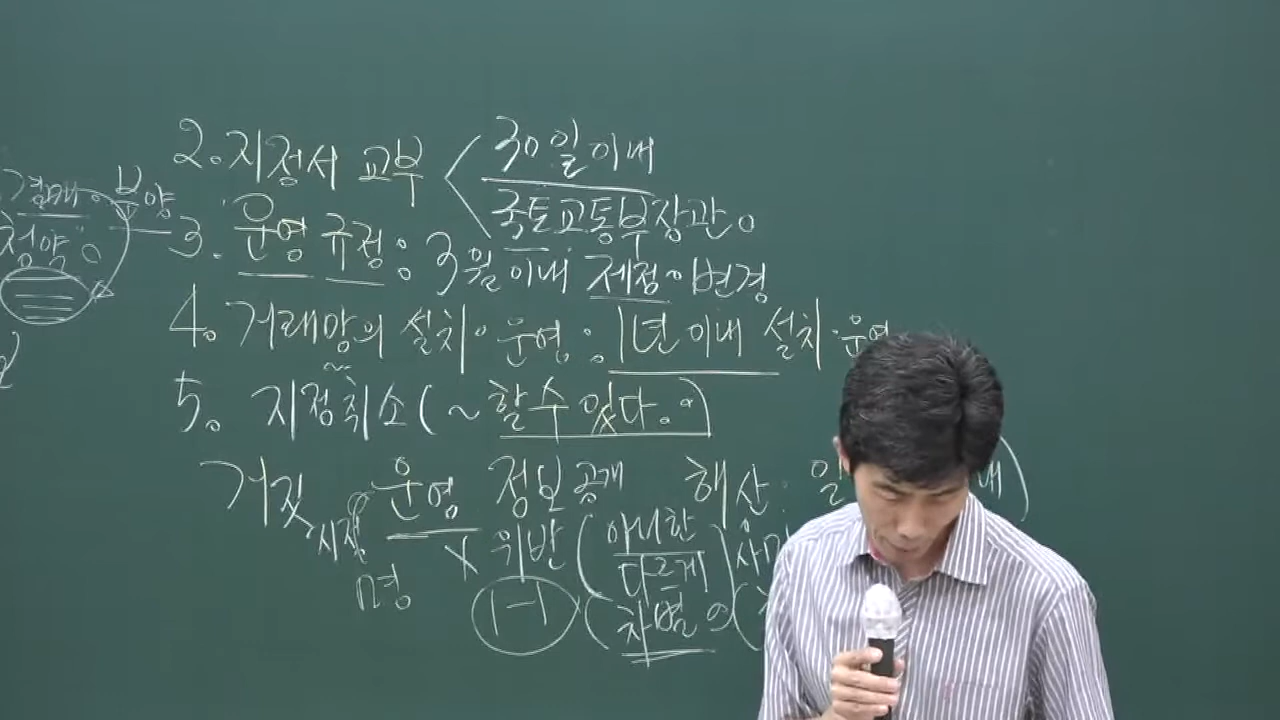 2. 지정서 교부 30일 이내
국토교통부장관。
3. 운영 규정 : 3월 이내 제정·변경
4. 거래망의 설치·운영 : 1년 이내 설치·운영
5. 지정취소 (~ 할 수 있다.)
거짓 운영 정보공개 해산 일
위반 ( 아니한
다르게
명
1-1 ( 차별
분양
청약